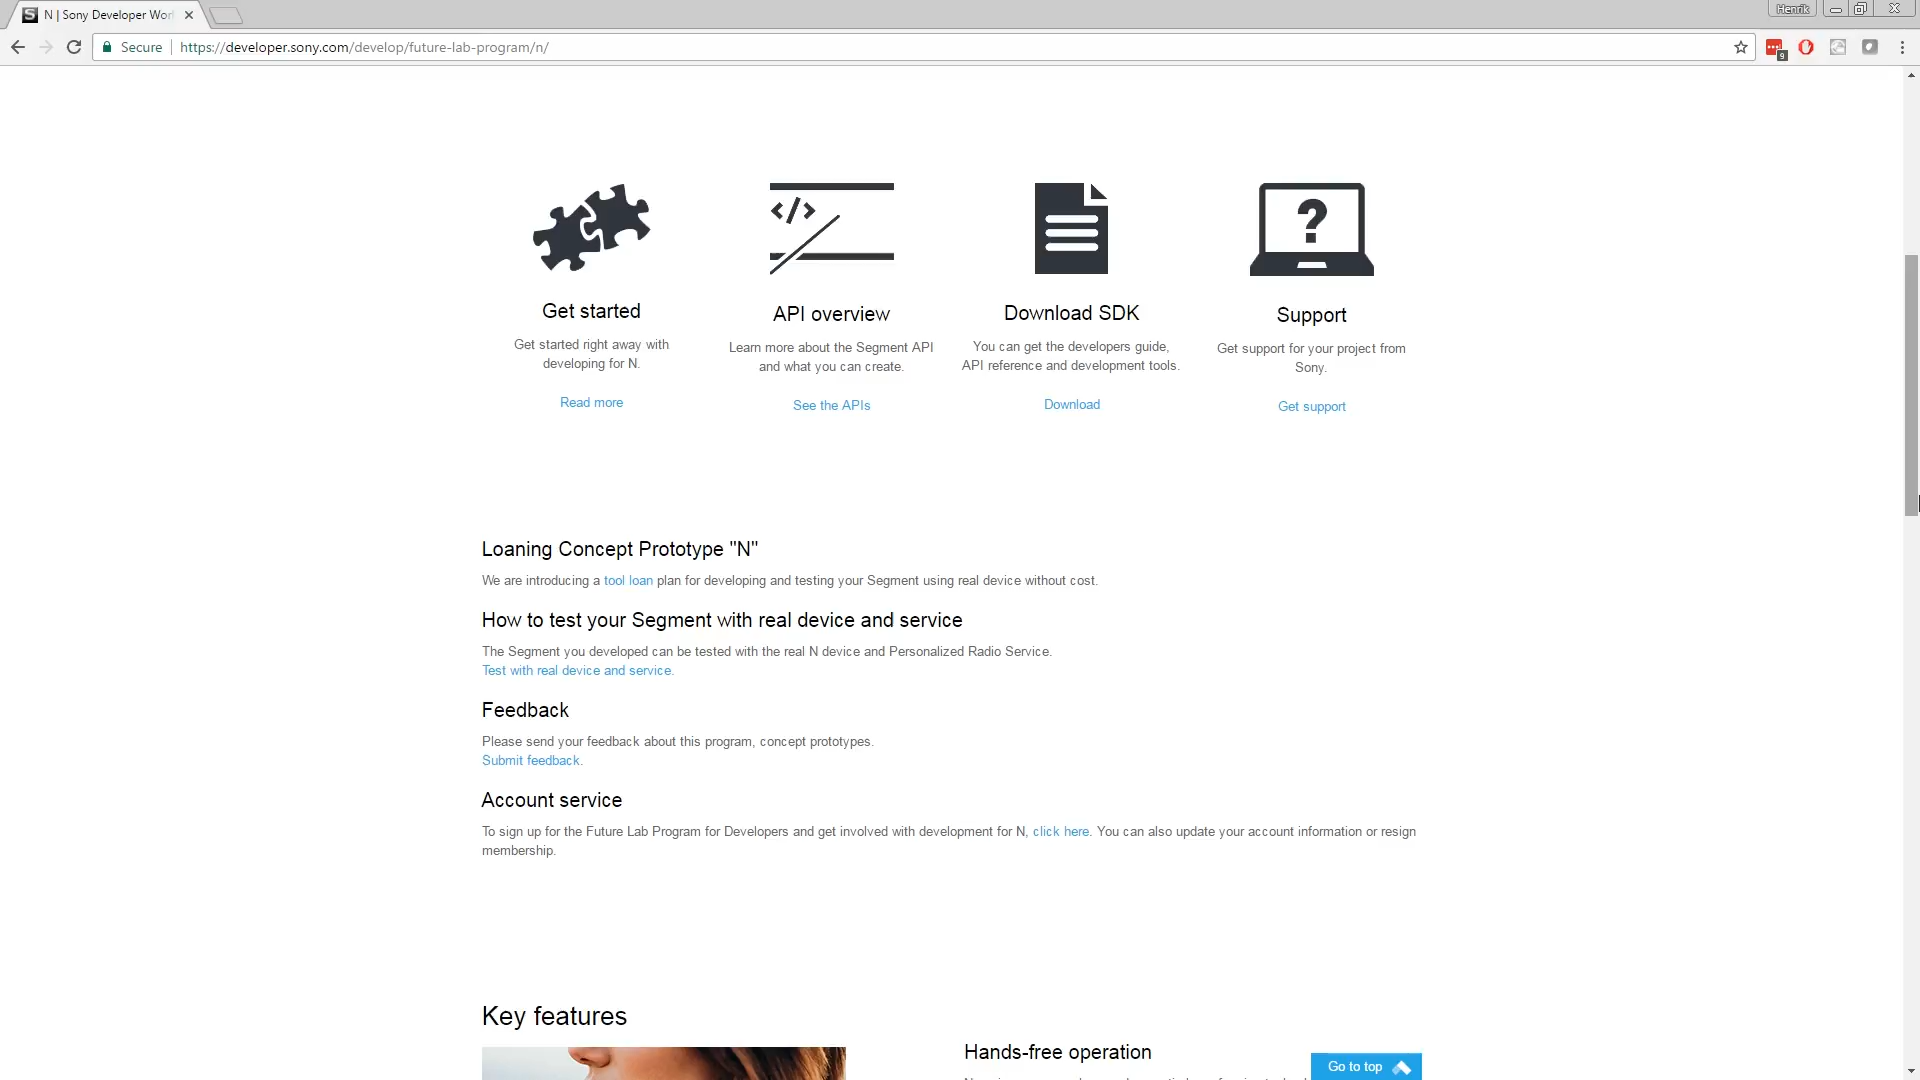 N | Sony Developer Wor
Henrik
Secure
https://developer.sony.com/develop/future-lab-program/n/
9
</>
?
Get started
Get started right away with
developing for N.
Read more
API overview
Learn more about the Segment API
and what you can create.
See the APIs
Download SDK
You can get the developers guide,
API reference and development tools.
Download
Support
Get support for your project from
Sony.
Get support
Loaning Concept Prototype "N"
We are introducing a tool loan plan for developing and testing your Segment using real device without cost.
How to test your Segment with real device and service
The Segment you developed can be tested with the real N device and Personalized Radio Service.
Test with real device and service.
Feedback
Please send your feedback about this program, concept prototypes.
Submit feedback.
Account service
To sign up for the Future Lab Program for Developers and get involved with development for N, click here. You can also update your account information or resign
membership.
Key features
Hands-free operation
Go to top